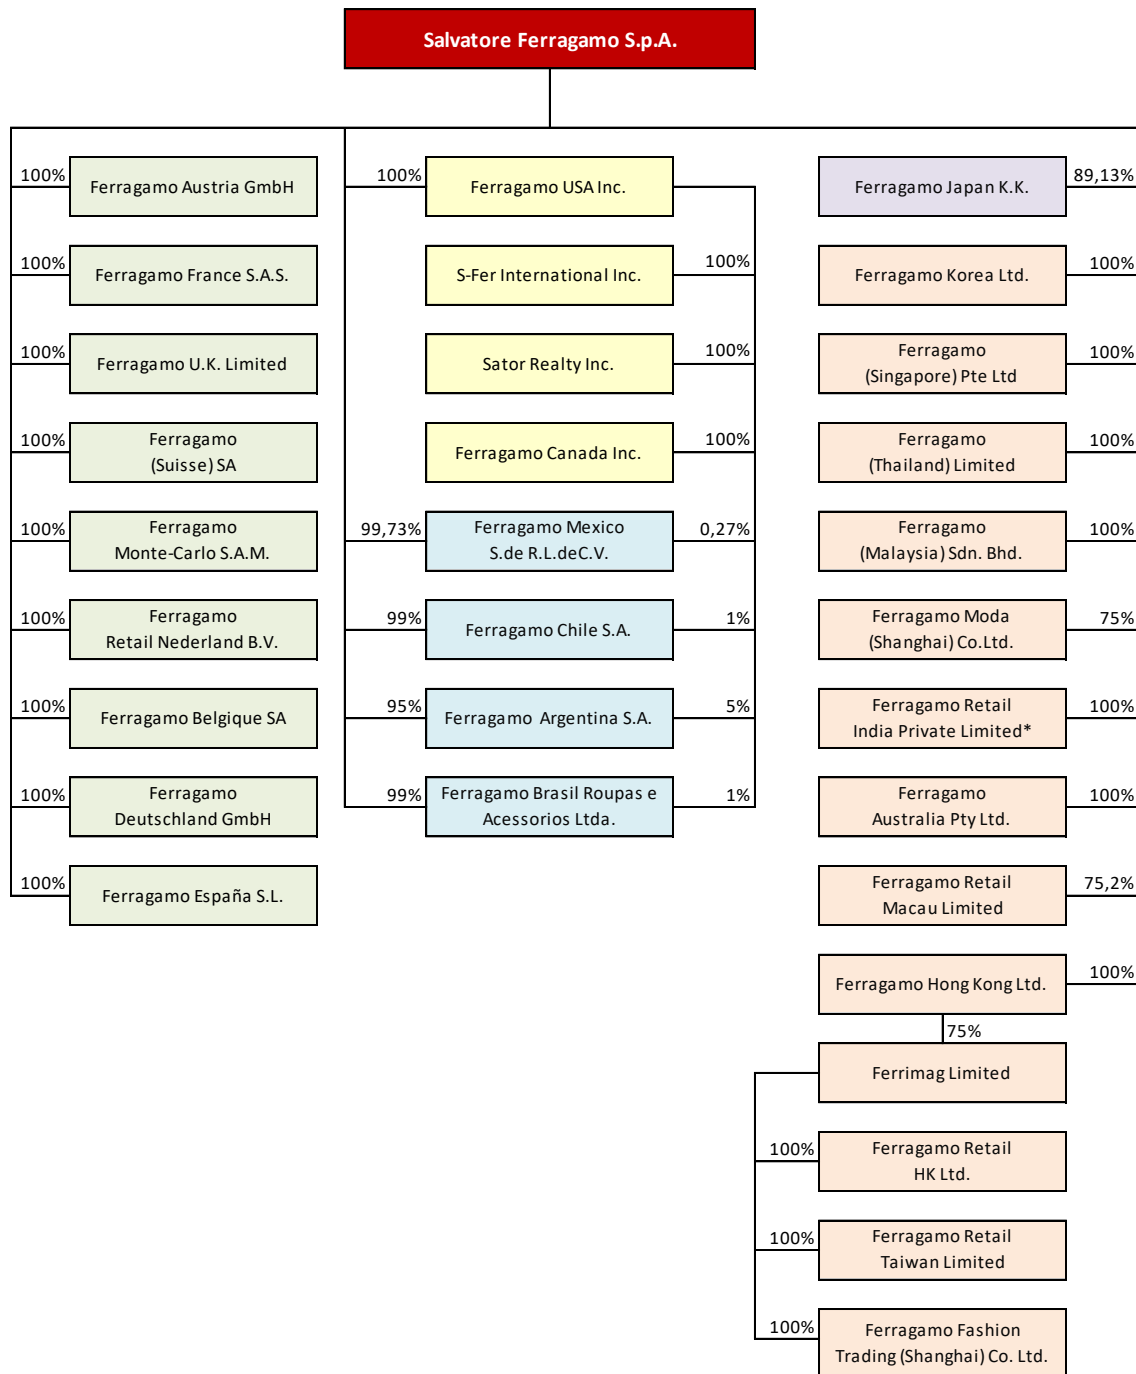 Salvatore Ferragamo S.p.A.
100%
Ferragamo Austria GmbH
100%
Ferragamo France S.A.S.
100%
Ferragamo U.K. Limited
100%
Ferragamo
(Suisse) SA
100%
Ferragamo
Monte-Carlo S.A.M.
100%
Ferragamo
Retail Nederland B.V.
100%
Ferragamo Belgique SA
100%
Ferragamo
Deutschland GmbH
100%
Ferragamo España S.L.
100%
Ferragamo USA Inc.
S-Fer International Inc.
100%
Sator Realty Inc.
100%
Ferragamo Canada Inc.
100%
99,73%
Ferragamo Mexico
S.de R.L.deC.V.
0,27%
99%
Ferragamo Chile S.A.
1%
95%
Ferragamo Argentina S.A.
5%
99%
Ferragamo Brasil Roupas e
Acessorios Ltda.
1%
Ferragamo Japan K.K.
89,13%
Ferragamo Korea Ltd.
100%
Ferragamo
(Singapore) Pte Ltd
100%
Ferragamo
(Thailand) Limited
100%
Ferragamo
(Malaysia) Sdn. Bhd.
100%
Ferragamo Moda
(Shanghai) Co.Ltd.
75%
Ferragamo Retail
India Private Limited*
100%
Ferragamo
Australia Pty Ltd.
100%
Ferragamo Retail
Macau Limited
75,2%
Ferragamo Hong Kong Ltd.
100%
75%
Ferrimag Limited
100%
Ferragamo Retail
HK Ltd.
100%
Ferragamo Retail
Taiwan Limited
100%
Ferragamo Fashion
Trading (Shanghai) Co. Ltd.